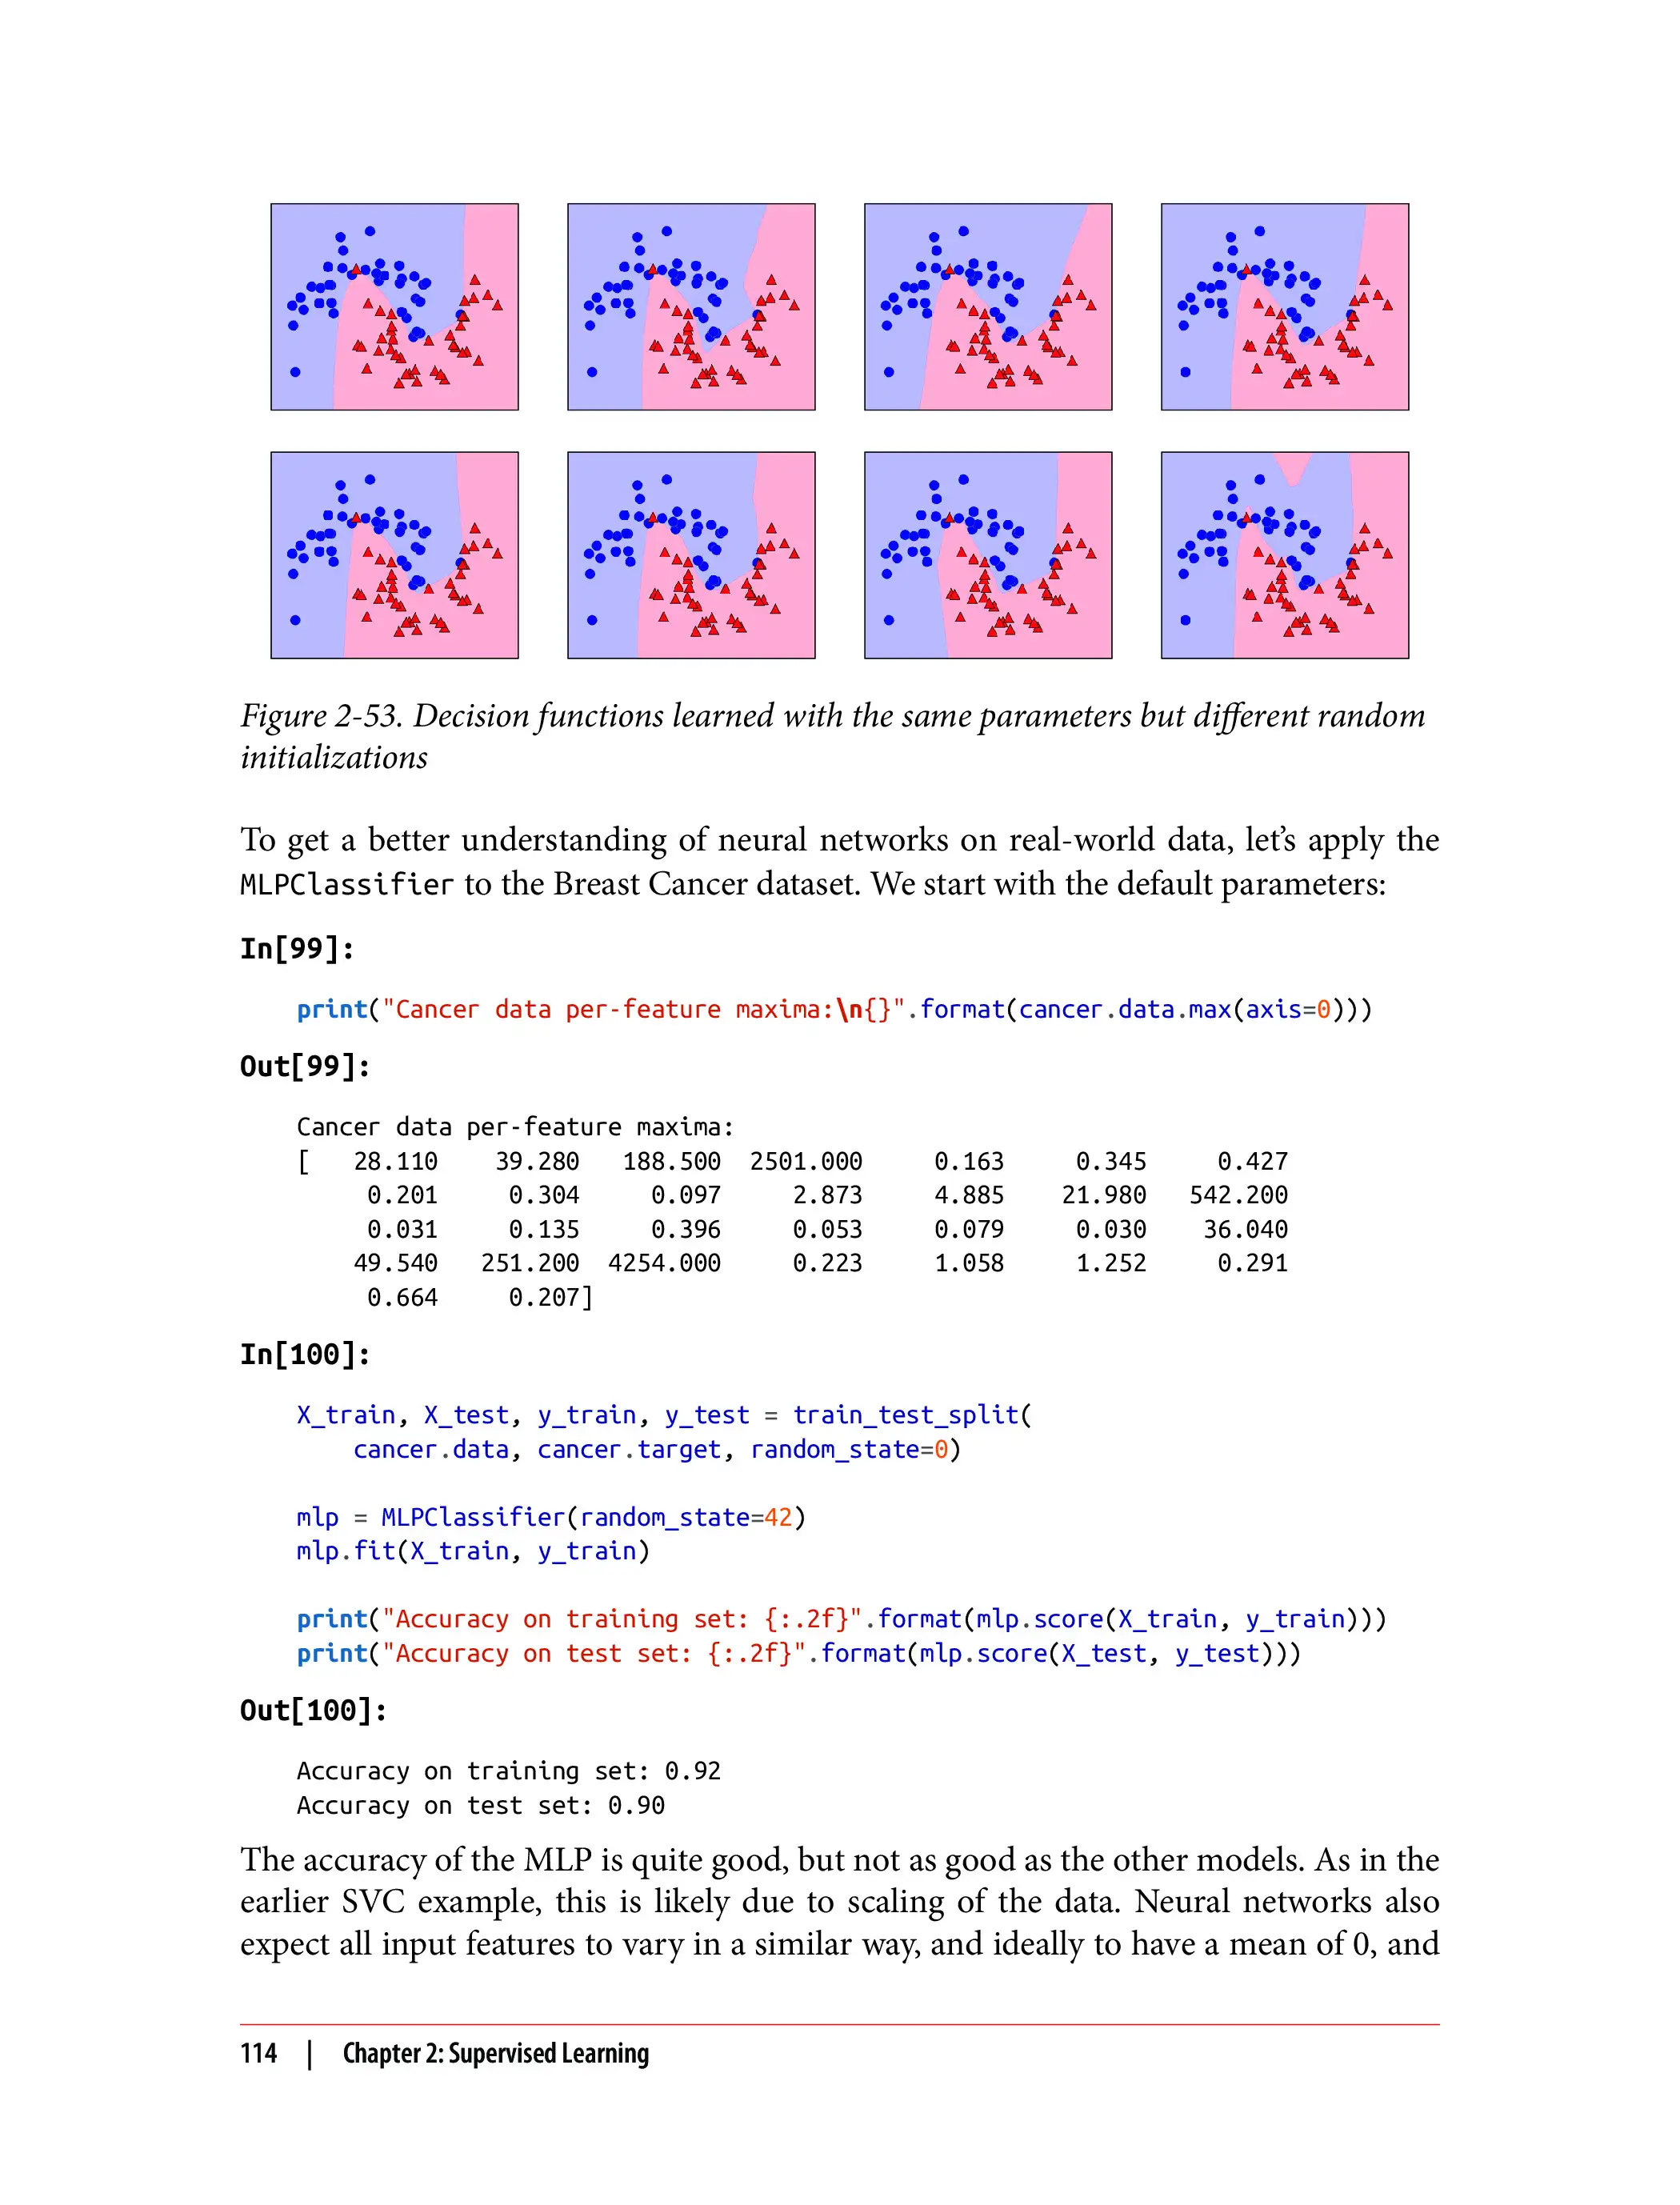 Figure 2-53. Decision functions learned with the same parameters but different random
initializations
To get a better understanding of neural networks on real-world data, let’s apply the
MLPClassifier to the Breast Cancer dataset. We start with the default parameters:
In[99]:
print("Cancer data per-feature maxima:\n{}".format(cancer.data.max(axis=0)))
Out[99]:
Cancer data per-feature maxima:
[   28.110    39.280   188.500  2501.000     0.163     0.345     0.427
     0.201     0.304     0.097     2.873     4.885    21.980   542.200
     0.031     0.135     0.396     0.053     0.079     0.030    36.040
    49.540   251.200  4254.000     0.223     1.058     1.252     0.291
     0.664     0.207]
In[100]:
X_train, X_test, y_train, y_test = train_test_split(
    cancer.data, cancer.target, random_state=0)
mlp = MLPClassifier(random_state=42)
mlp.fit(X_train, y_train)
print("Accuracy on training set: {:.2f}".format(mlp.score(X_train, y_train)))
print("Accuracy on test set: {:.2f}".format(mlp.score(X_test, y_test)))
Out[100]:
Accuracy on training set: 0.92
Accuracy on test set: 0.90
The accuracy of the MLP is quite good, but not as good as the other models. As in the
earlier SVC example, this is likely due to scaling of the data. Neural networks also
expect all input features to vary in a similar way, and ideally to have a mean of 0, and
114 | Chapter 2: Supervised Learning